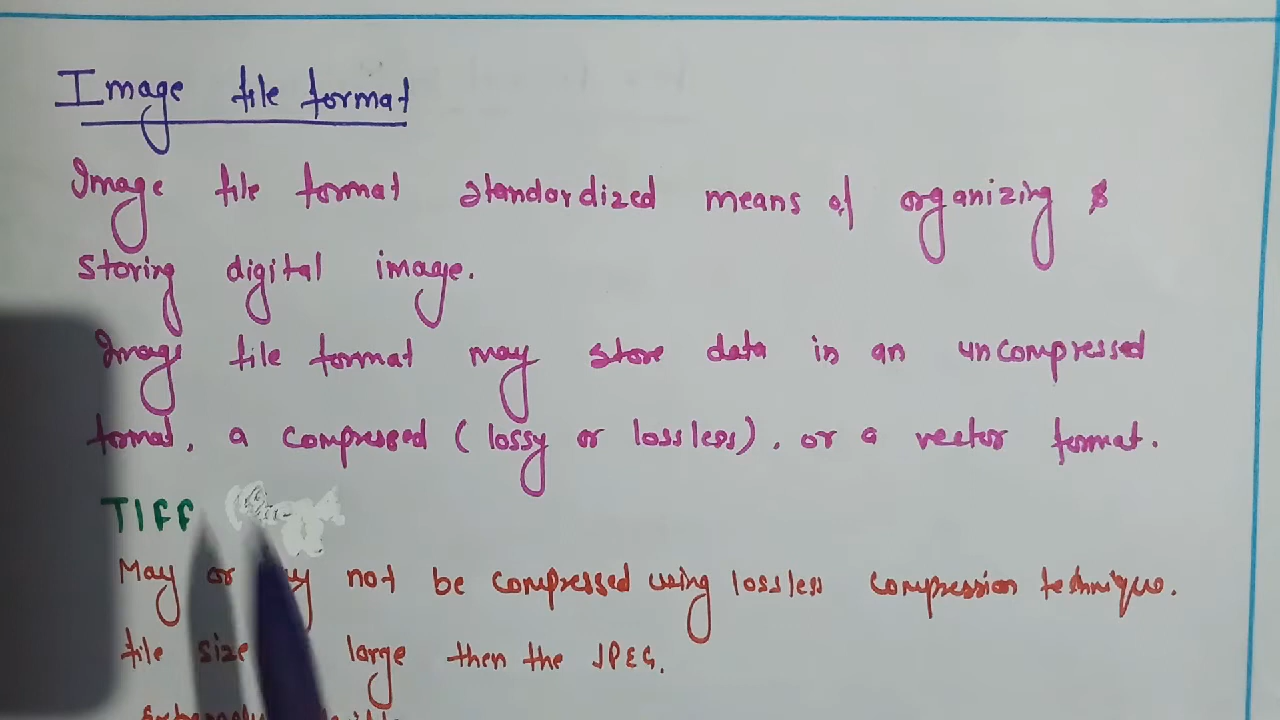 Image file format
Image file format standardized means of organizing &
storing digital image.
Image file format may store data in an uncompressed
format, a compressed (lossy or lossless), or a vector format.
TIFF
May or may not be compressed using lossless compression technique.
file size large then the JPEG.